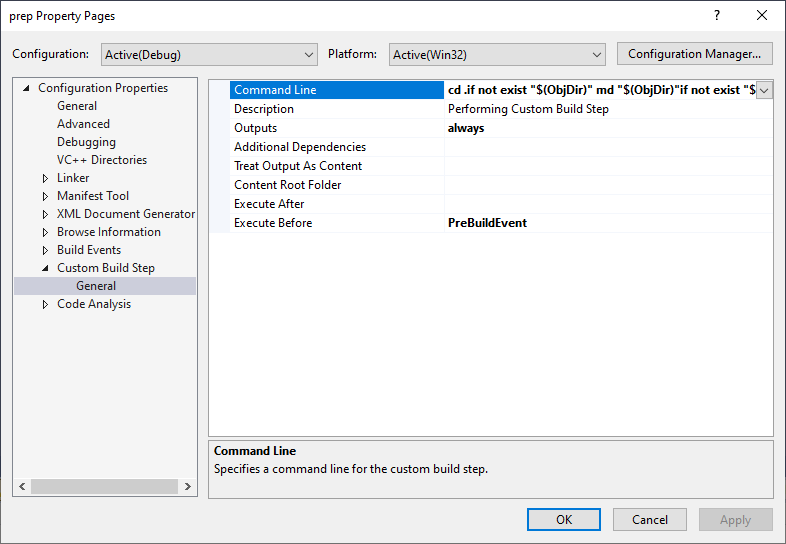 prep Property Pages
Configuration: Active(Debug) Platform: Active(Win32) Configuration Manager...
Configuration Properties
General
Advanced
Debugging
VC++ Directories
Linker
Manifest Tool
XML Document Generator
Browse Information
Build Events
Custom Build Step
General
Code Analysis
Command Line cd .if not exist "$(ObjDir)" md "$(ObjDir)"if not exist "$
Description Performing Custom Build Step
Outputs always
Additional Dependencies
Treat Output As Content
Content Root Folder
Execute After
Execute Before PreBuildEvent
Command Line
Specifies a command line for the custom build step.
OK Cancel Apply